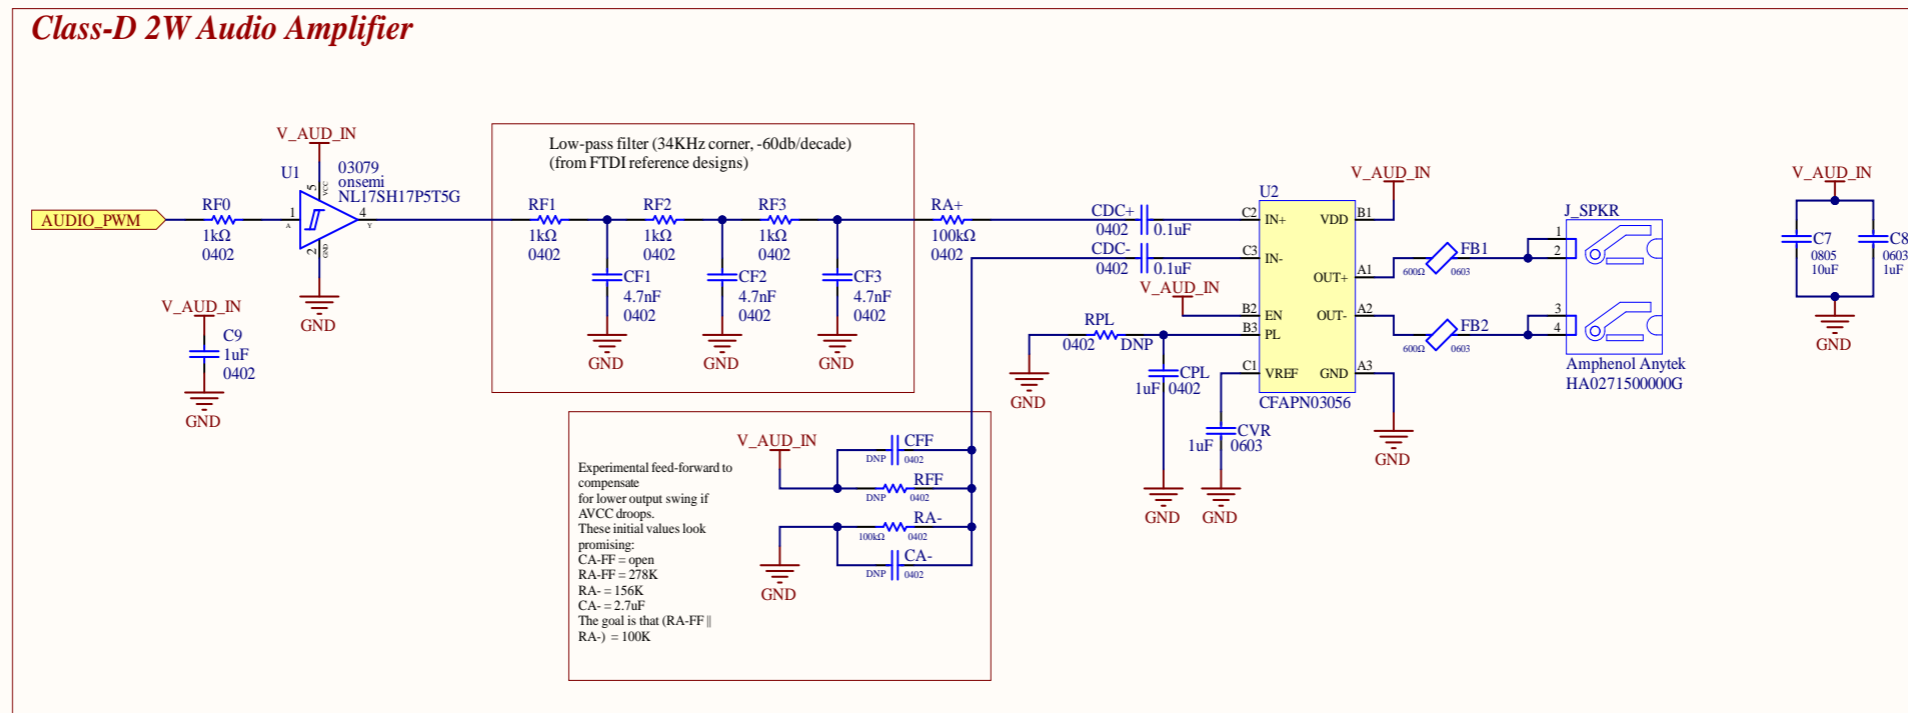 Class-D 2W Audio Amplifier
AUDIO_PWM
RF0
1kΩ
0402
V_AUD_IN
C9
1uF
0402
GND
V_AUD_IN
U1
03079
onsemi
NL17SH17P5T5G
5
VCC
1
A
4
Y
2
GND
GND
Low-pass filter (34KHz corner, -60db/decade)
(from FTDI reference designs)
RF1
1kΩ
0402
CF1
4.7nF
0402
GND
RF2
1kΩ
0402
CF2
4.7nF
0402
GND
RF3
1kΩ
0402
CF3
4.7nF
0402
GND
RA+
100kΩ
0402
CDC+
0402
0.1uF
CDC-
0402
0.1uF
V_AUD_IN
RPL
0402
DNP
GND
CPL
1uF
0402
GND
CVR
1uF
0603
GND
U2
C2
IN+
C3
IN-
B2
EN
B3
PL
C1
VREF
VDD
B1
OUT+
A1
OUT-
A2
GND
A3
CFAPN03056
V_AUD_IN
GND
FB1
600Ω
0603
FB2
600Ω
0603
J_SPKR
1
2
3
4
Amphenol Anytek
HA0271500000G
V_AUD_IN
C7
0805
10uF
C8
0603
1uF
GND
Experimental feed-forward to
compensate
for lower output swing if
AVCC droops.
These initial values look
promising:
CA-FF = open
RA-FF = 278K
RA- = 156K
CA- = 2.7uF
The goal is that (RA-FF ||
RA-) = 100K
V_AUD_IN
CFF
DNP
0402
RFF
DNP
0402
RA-
100kΩ
0402
CA-
DNP
0402
GND